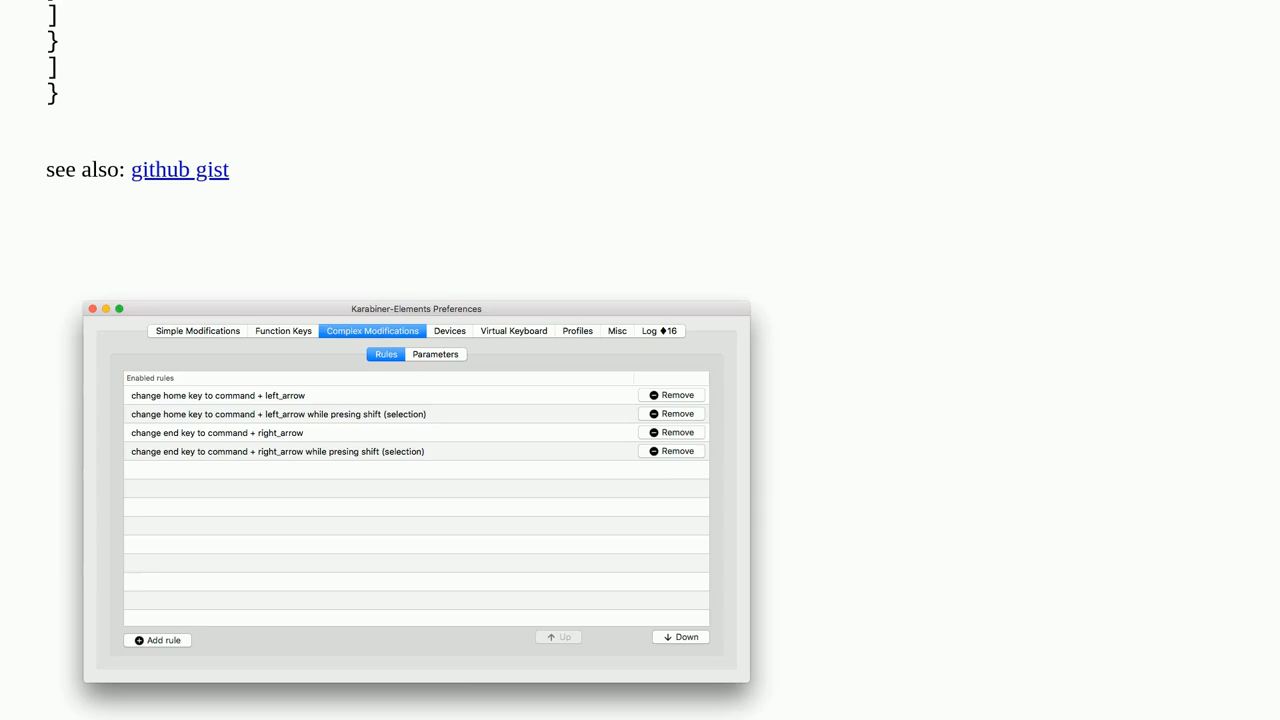 ]
}
]
}
see also: github gist
Karabiner-Elements Preferences
Simple Modifications Function Keys Complex Modifications Devices Virtual Keyboard Profiles Misc Log ♦16
Rules Parameters
Enabled rules
change home key to command + left_arrow Remove
change home key to command + left_arrow while presing shift (selection) Remove
change end key to command + right_arrow Remove
change end key to command + right_arrow while presing shift (selection) Remove
Add rule Up Down